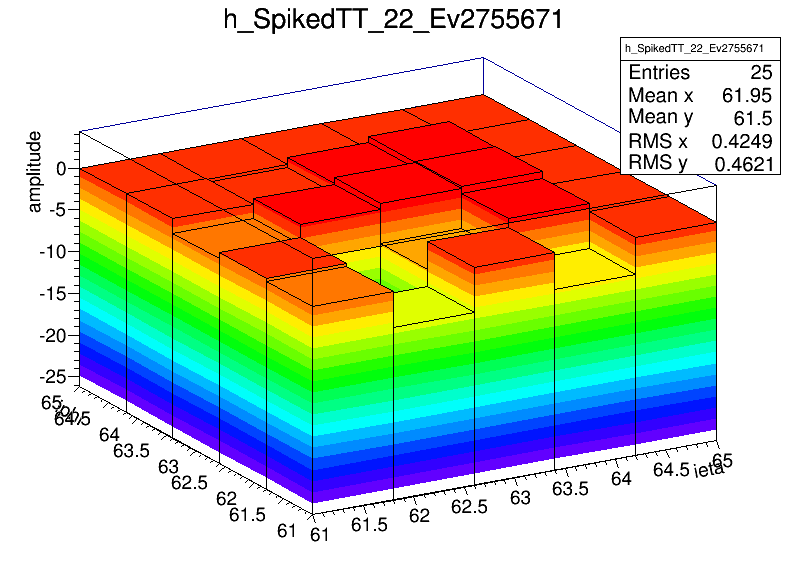 h_SpikedTT_22_Ev2755671
h_SpikedTT_22_Ev2755671
Entries 25
Mean x 61.95
Mean y 61.5
RMS x 0.4249
RMS y 0.4621
amplitude
0
-5
-10
-15
-20
-25
65
64.5
64
63.5
63
62.5
62
61.5
61
61
61.5
62
62.5
63
63.5
64
64.5
65
ieta